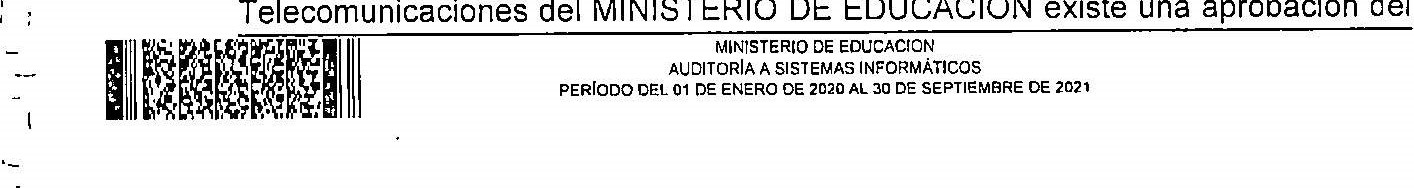 Telecomunicaciones del MINISTERIO DE EDUCACIÓN existe una aprobación del
MINISTERIO DE EDUCACION
AUDITORÍA A SISTEMAS INFORMÁTICOS
PERÍODO DEL 01 DE ENERO DE 2020 AL 30 DE SEPTIEMBRE DE 2021